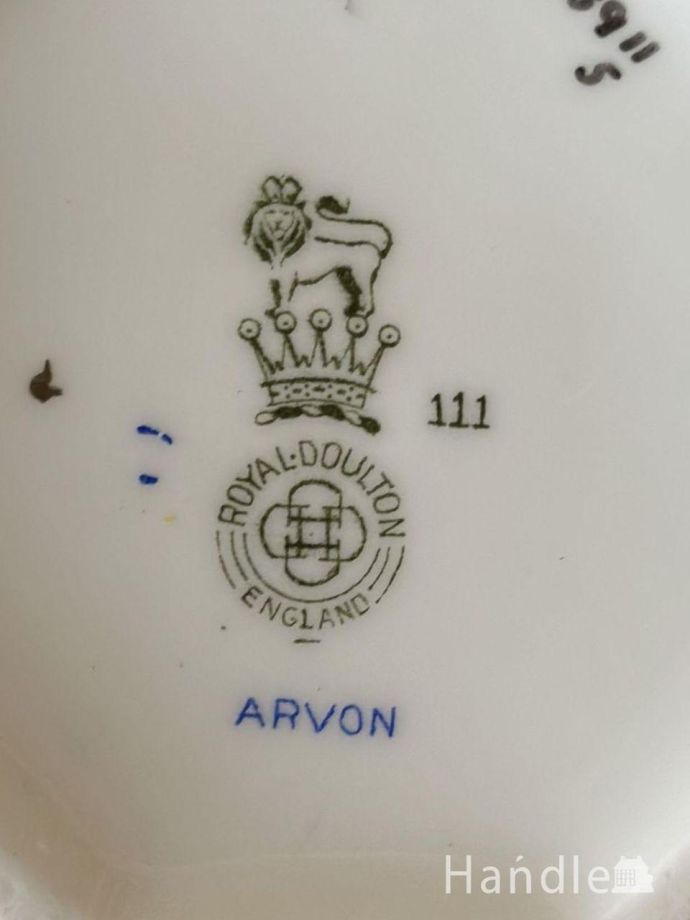 111
ROYAL·DOULTON
ENGLAND
ARVON
Handle